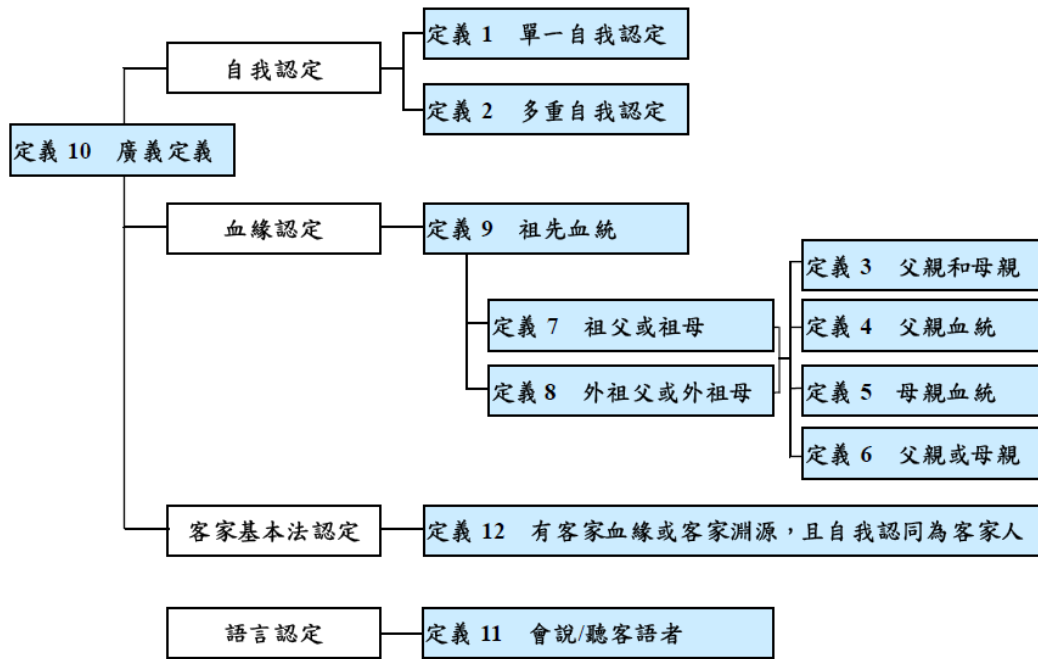 定義 1 單一自我認定
自我認定
定義 2 多重自我認定
定義 10 廣義定義
血緣認定
定義 9 祖先血統
定義 3 父親和母親
定義 7 祖父或祖母
定義 4 父親血統
定義 8 外祖父或外祖母
定義 5 母親血統
定義 6 父親或母親
客家基本法認定
定義 12 有客家血緣或客家淵源，且自我認同為客家人
語言認定
定義 11 會說/聽客語者